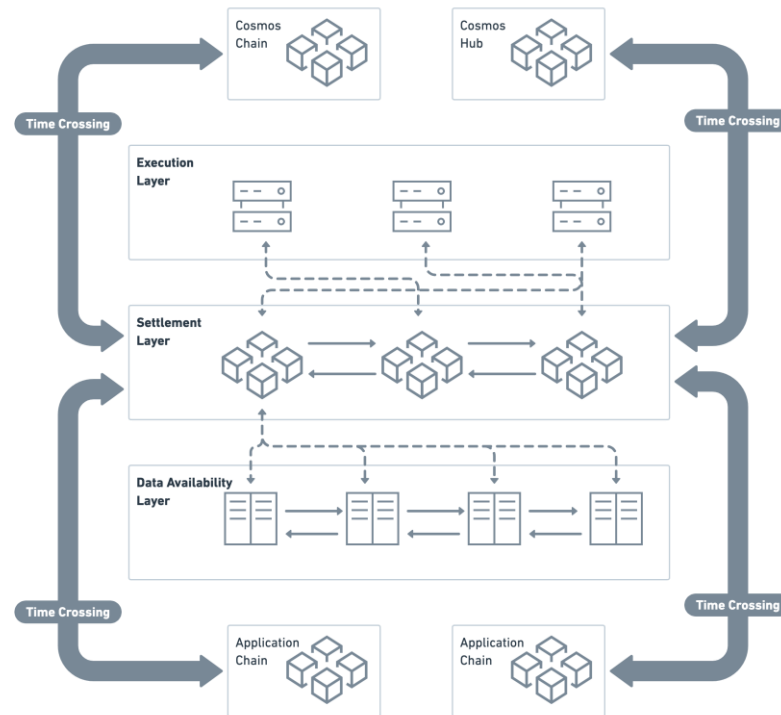 Cosmos
Chain
Cosmos
Hub
Time Crossing
Time Crossing
Execution
Layer
Settlement
Layer
Data Availability
Layer
Time Crossing
Time Crossing
Application
Chain
Application
Chain